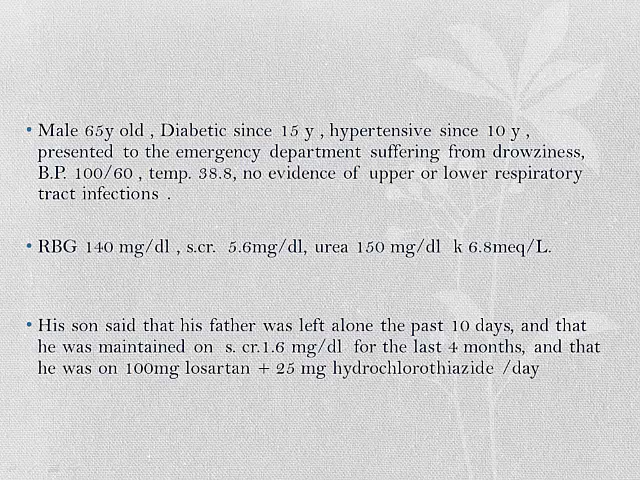 • Male 65y old , Diabetic since 15 y , hypertensive since 10 y ,
presented to the emergency department suffering from drowziness,
B.P. 100/60 , temp. 38.8, no evidence of upper or lower respiratory
tract infections .
• RBG 140 mg/dl , s.cr. 5.6mg/dl, urea 150 mg/dl k 6.8meq/L.
• His son said that his father was left alone the past 10 days, and that
he was maintained on s. cr.1.6 mg/dl for the last 4 months, and that
he was on 100mg losartan + 25 mg hydrochlorothiazide /day